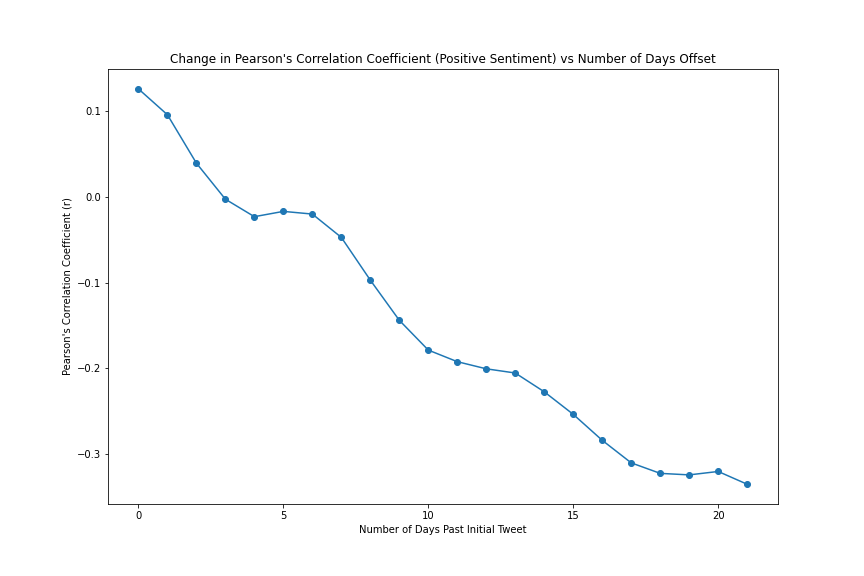 Change in Pearson's Correlation Coefficient (Positive Sentiment) vs Number of Days Offset
Pearson's Correlation Coefficient (r)
0.1
0.0
−0.1
−0.2
−0.3
0 5 10 15 20
Number of Days Past Initial Tweet